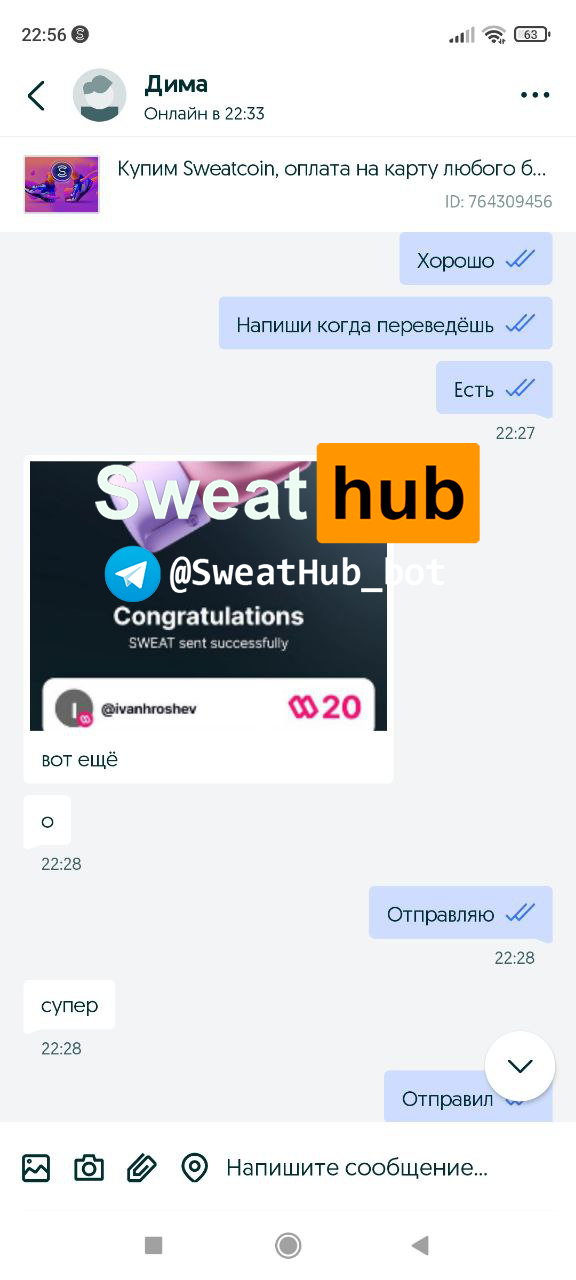 22:56
63
Дима
Онлайн в 22:33
Купим Sweatcoin, оплата на карту любого б...
ID: 764309456
Хорошо
Напиши когда переведёшь
Есть
22:27
Sweat hub
@SweatHub_bot
Congratulations
SWEAT sent successfully
I
@ivanhroshev
20
вот ещё
о
22:28
Отправляю
22:28
супер
22:28
Отправил
Напишите сообщение...